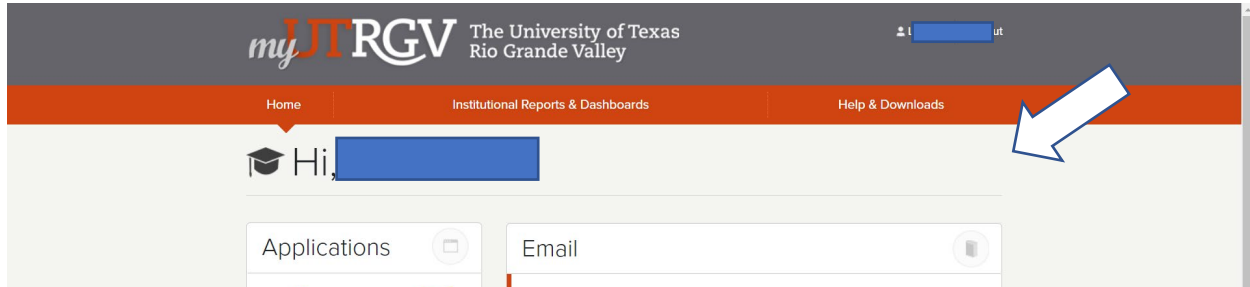 myUTRGV The University of Texas
Rio Grande Valley
Home Institutional Reports & Dashboards Help & Downloads
Hi,
Applications Email